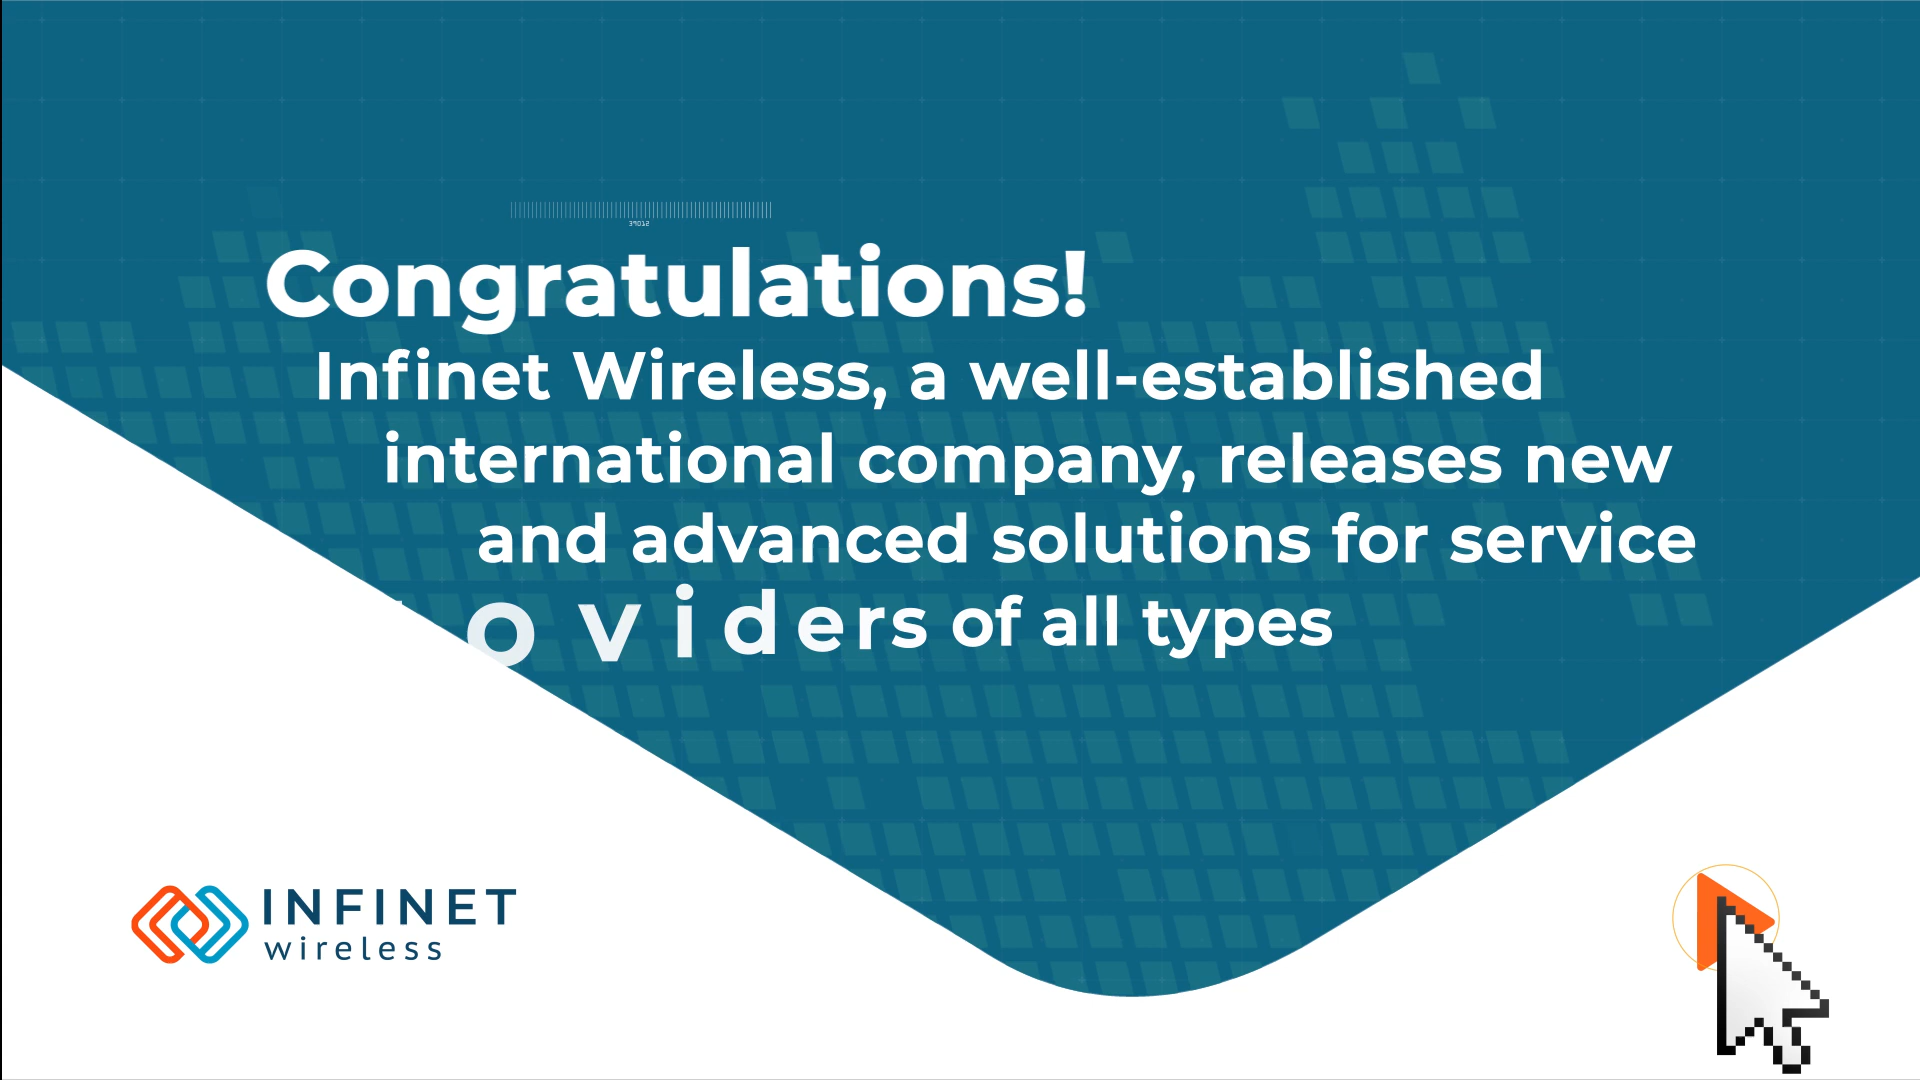 Congratulations!
Infinet Wireless, a well-established
international company, releases new
and advanced solutions for service
oviders of all types
INFINET
wireless